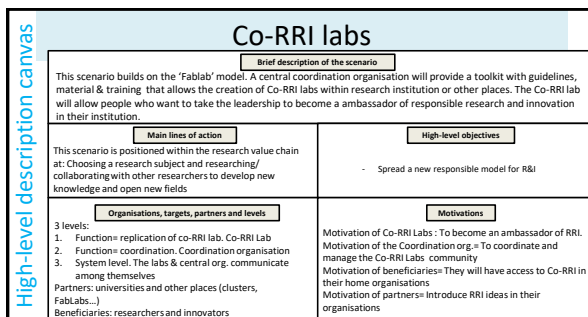 High-level description canvas
Co-RRI labs
Brief description of the scenario
This scenario builds on the 'Fablab' model. A central coordination organisation will provide a toolkit with guidelines,
material & training that allows the creation of Co-RRI labs within research institution or other places. The Co-RRI lab
will allow people who want to take the leadership to become a ambassador of responsible research and innovation
in their institution.
Main lines of action
This scenario is positioned within the research value chain
at: Choosing a research subject and researching/
collaborating with other researchers to develop new
knowledge and open new fields
High-level objectives
- Spread a new responsible model for R&I
Organisations, targets, partners and levels
3 levels:
1. Function= replication of co-RRI lab. Co-RRI Lab
2. Function= coordination. Coordination organisation
3. System level. The labs & central org. communicate
among themselves
Partners: universities and other places (clusters,
FabLabs...)
Beneficiaries: researchers and innovators
Motivations
Motivation of Co-RRI Labs : To become an ambassador of RRI.
Motivation of the Coordination org.= To coordinate and
manage the Co-RRI Labs community
Motivation of beneficiaries= They will have access to Co-RRI in
their home organisations
Motivation of partners= Introduce RRI ideas in their
organisations